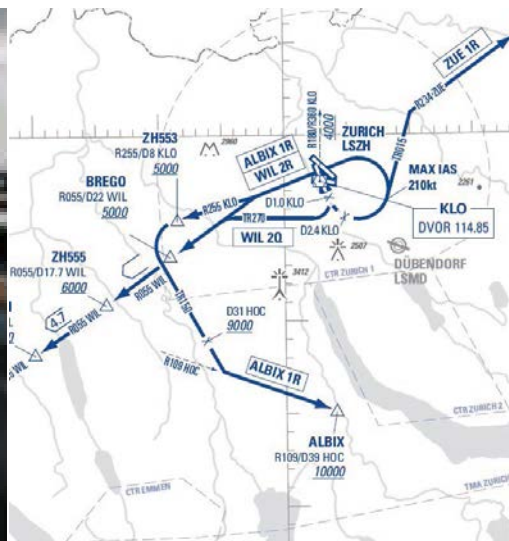 ZUE 1R
R234-ZUE
R180/R360 KLO
4000
ZURICH
LSZH
TR015
ZH553
R255/D8 KLO
5000
2960
ALBIX 1R
WIL 2R
MAX IAS
210kt
2261
BREGO
R055/D22 WIL
5000
R255 KLO
D1.0 KLO
TR270
D2.4 KLO
KLO
DVOR 114.85
WIL 2Q
2507
DÜBENDORF
LSMD
ZH555
R055/D17.7 WIL
6000
R055 WIL
TR150
3412
CTR ZURICH 1
4.7
R055 WIL
D31 HOC
9000
R109 HOC
ALBIX 1R
ALBIX
R109/D39 HOC
10000
CTR ZURICH 2
CTR EMMEN
TMA ZURICH